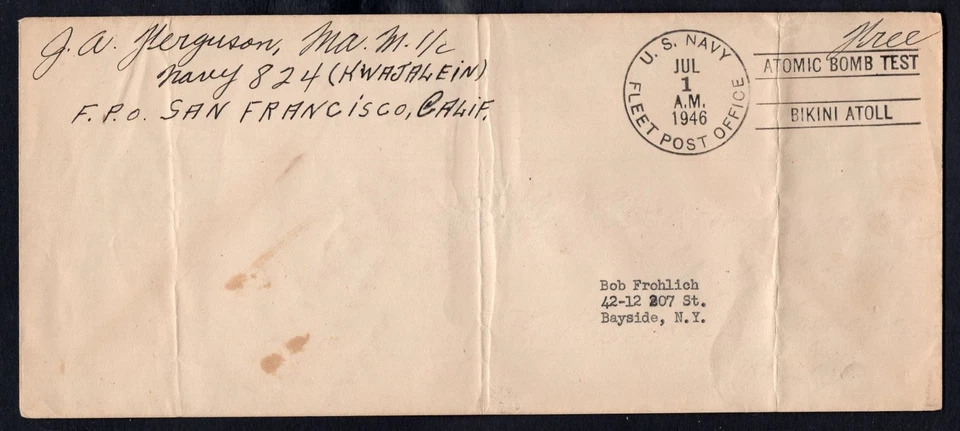 J. A. Ferguson, Ma. M. 1/c
Navy 824 (KWAJALEIN)
F. P. O. SAN FRANCISCO, CALIF.
Free
U. S. NAVY
JUL
1
A.M.
1946
FLEET POST OFFICE
ATOMIC BOMB TEST
BIKINI ATOLL
Bob Frohlich
42-12 207 St.
Bayside, N.Y.